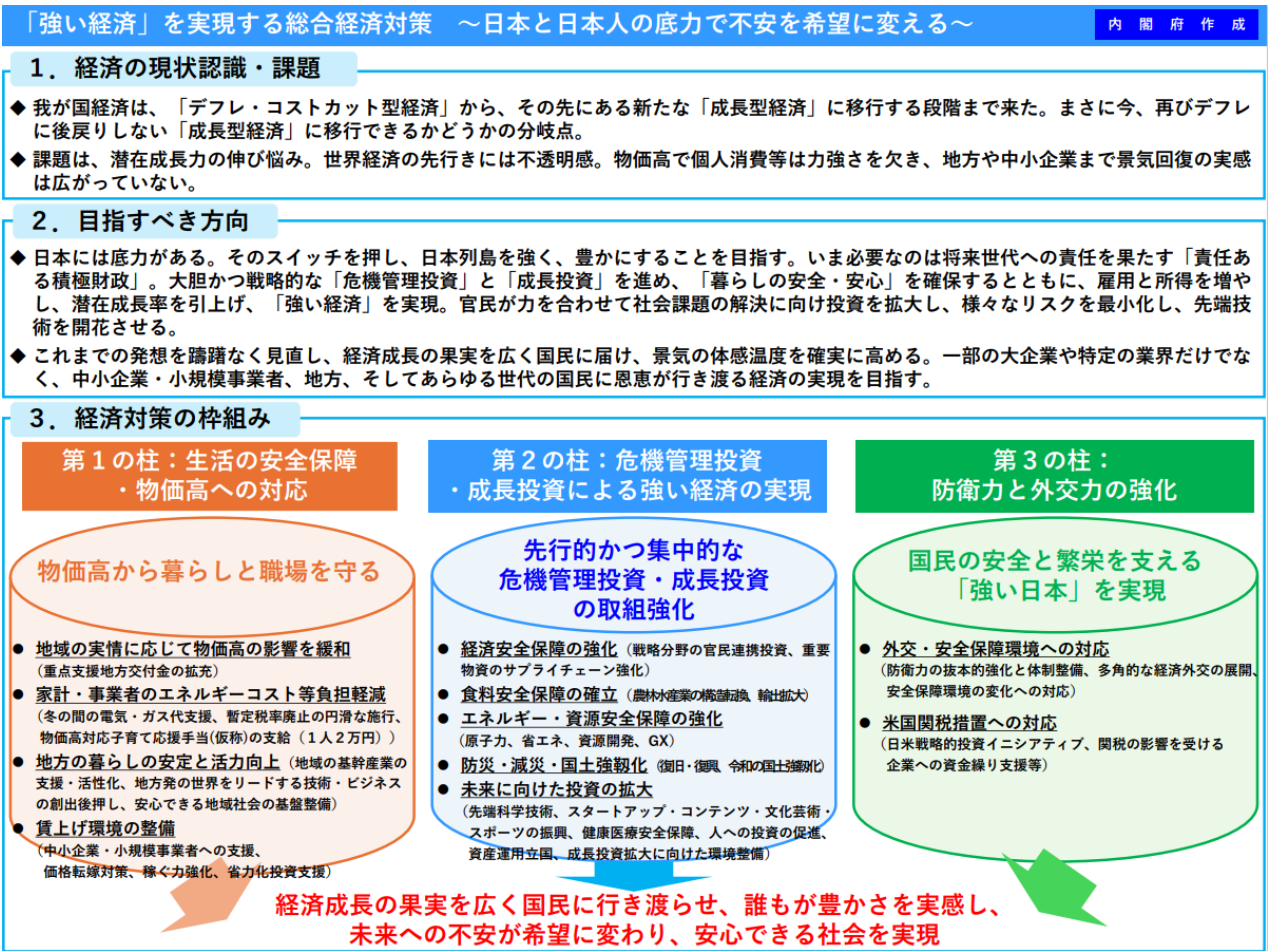 「強い経済」を実現する総合経済対策　～日本と日本人の底力で不安を希望に変える～
内閣府作成
１．経済の現状認識・課題
◆ 我が国経済は、「デフレ・コストカット型経済」から、その先にある新たな「成長型経済」に移行する段階まで来た。まさに今、再びデフレ
に後戻りしない「成長型経済」に移行できるかどうかの分岐点。
◆ 課題は、潜在成長力の伸び悩み。世界経済の先行きには不透明感。物価高で個人消費等は力強さを欠き、地方や中小企業まで景気回復の実感
は広がっていない。
２．目指すべき方向
◆ 日本には底力がある。そのスイッチを押し、日本列島を強く、豊かにすることを目指す。いま必要なのは将来世代への責任を果たす「責任あ
る積極財政」。大胆かつ戦略的な「危機管理投資」と「成長投資」を進め、「暮らしの安全・安心」を確保するとともに、雇用と所得を増や
し、潜在成長率を引上げ、「強い経済」を実現。官民が力を合わせて社会課題の解決に向け投資を拡大し、様々なリスクを最小化し、先端技
術を開花させる。
◆ これまでの発想を躊躇なく見直し、経済成長の果実を広く国民に届け、景気の体感温度を確実に高める。一部の大企業や特定の業界だけでな
く、中小企業・小規模事業者、地方、そしてあらゆる世代の国民に恩恵が行き渡る経済の実現を目指す。
３．経済対策の枠組み
第１の柱：生活の安全保障
・物価高への対応
物価高から暮らしと職場を守る
● 地域の実情に応じて物価高の影響を緩和
（重点支援地方交付金の拡充）
● 家計・事業者のエネルギーコスト等負担軽減
（冬の間の電気・ガス代支援、暫定税率廃止の円滑な施行、
物価高対応子育て応援手当(仮称)の支給（１人２万円））
● 地方の暮らしの安定と活力向上（地域の基幹産業の
支援・活性化、地方発の世界をリードする技術・ビジネス
の創出後押し、安心できる地域社会の基盤整備）
● 賃上げ環境の整備
（中小企業・小規模事業者への支援、
価格転嫁対策、稼ぐ力強化、省力化投資支援）
第２の柱：危機管理投資
・成長投資による強い経済の実現
先行的かつ集中的な
危機管理投資・成長投資
の取組強化
● 経済安全保障の強化（戦略分野の官民連携投資、重要
物資のサプライチェーン強化）
● 食料安全保障の確立（農林水産業の構造転換、輸出拡大）
● エネルギー・資源安全保障の強化
（原子力、省エネ、資源開発、GX）
● 防災・減災・国土強靱化（復旧・復興、令和の国土強靱化）
● 未来に向けた投資の拡大
（先端科学技術、スタートアップ・コンテンツ・文化芸術・
スポーツの振興、健康医療安全保障、人への投資の促進、
資産運用立国、成長投資拡大に向けた環境整備）
第３の柱：
防衛力と外交力の強化
国民の安全と繁栄を支える
「強い日本」を実現
● 外交・安全保障環境への対応
（防衛力の抜本的強化と体制整備、多角的な経済外交の展開、
安全保障環境の変化への対応）
● 米国関税措置への対応
（日米戦略的投資イニシアティブ、関税の影響を受ける
企業への資金繰り支援等）
経済成長の果実を広く国民に行き渡らせ、誰もが豊かさを実感し、
未来への不安が希望に変わり、安心できる社会を実現